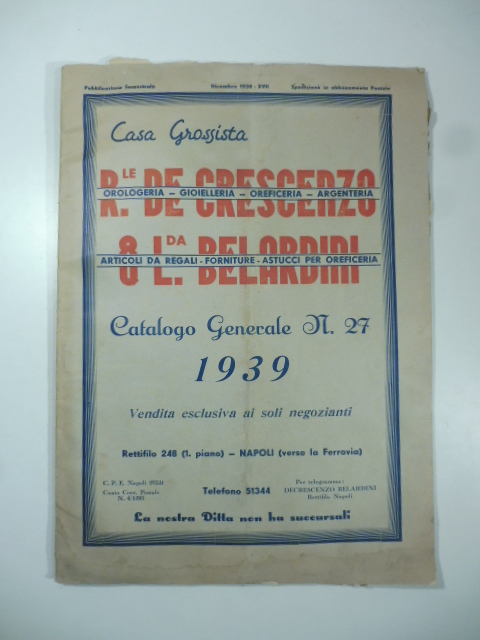 Pubblicazione Semestrale
Dicembre 1938 - XVII
Spedizione in abbonamento Postale
Casa Grossista
R.LE DE CRESCENZO
OROLOGERIA - GIOIELLERIA - OREFICERIA - ARGENTERIA
& L.DA BELARDINI
ARTICOLI DA REGALI - FORNITURE - ASTUCCI PER OREFICERIA
Catalogo Generale N. 27
1939
Vendita esclusiva ai soli negozianti
Rettifilo 248 (1. piano) - NAPOLI (verso la Ferrovia)
C. P. E. Napoli
Conto Corr. Postale
N.
Telefono 51344
Per telegramma:
DECRESCENZO BELARDINI
Rettifilo Napoli
La nostra Ditta non ha succursali